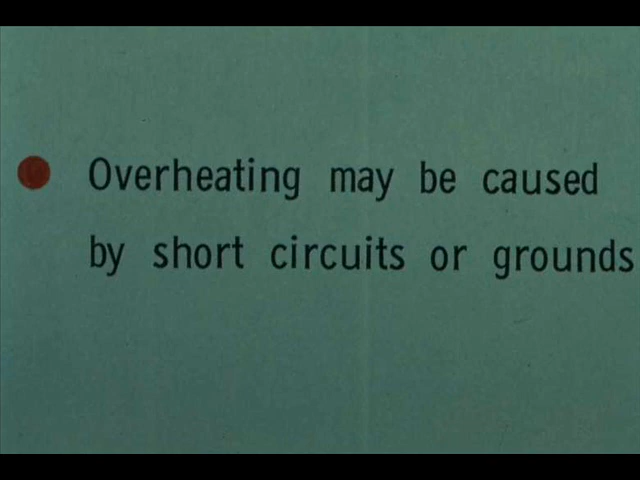 Overheating may be caused
by short circuits or grounds